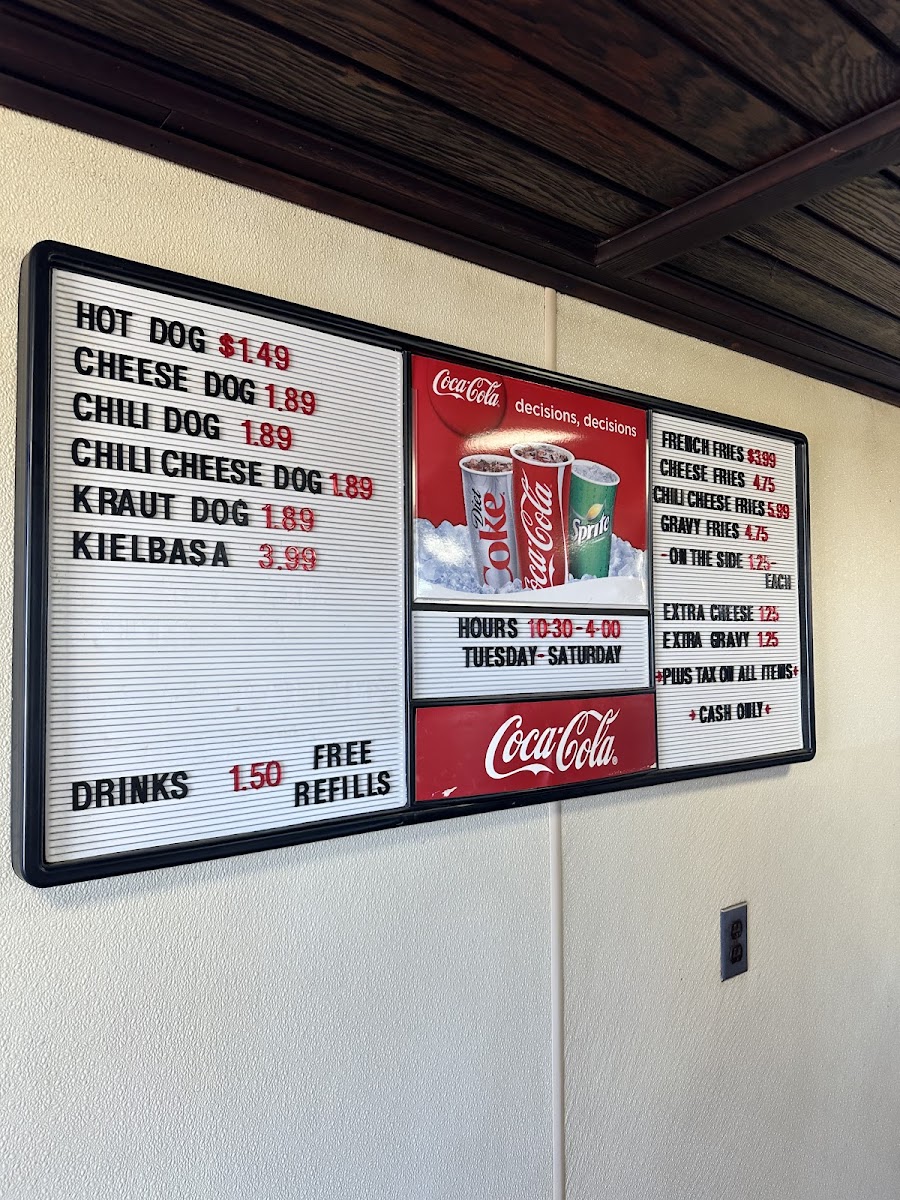 HOT DOG $1.49
CHEESE DOG 1.89
CHILI DOG 1.89
CHILI CHEESE DOG 1.89
KRAUT DOG 1.89
KIELBASA 3.99
DRINKS 1.50 FREE
REFILLS
Coca-Cola
decisions, decisions
Diet
Coke
Coca-Cola
Sprite
HOURS 10:30-4:00
TUESDAY-SATURDAY
Coca-Cola®
FRENCH FRIES $3.99
CHEESE FRIES 4.75
CHILI CHEESE FRIES 5.99
GRAVY FRIES 4.75
-ON THE SIDE 1.25-
EACH
EXTRA CHEESE 1.25
EXTRA GRAVY 1.25
PLUS TAX ON ALL ITEMS
CASH ONLY